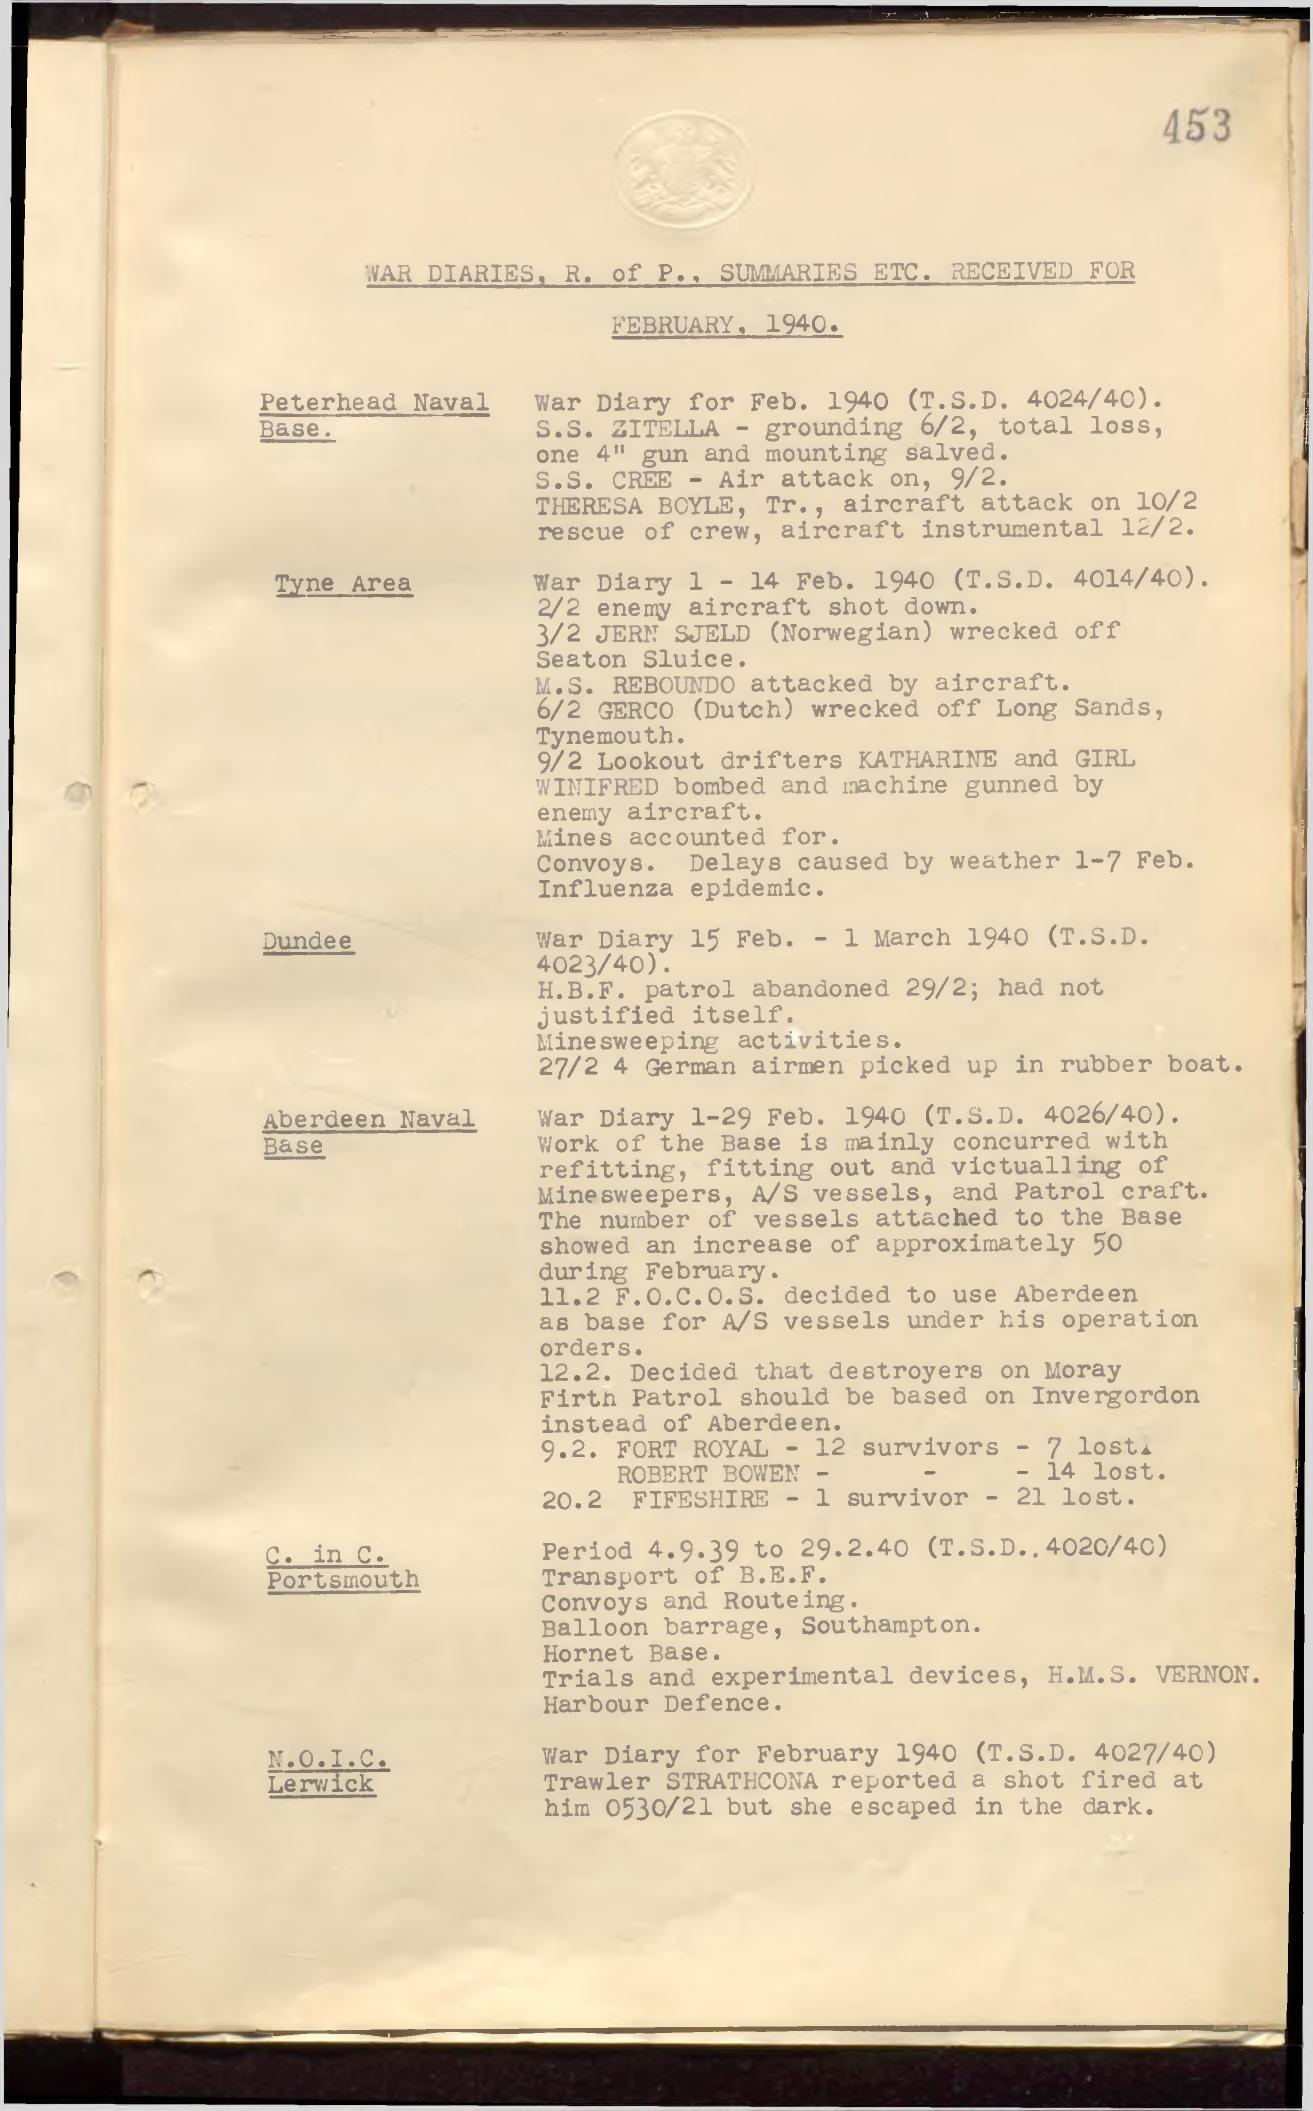 453
WAR DIARIES, R. of P., SUMMARIES ETC. RECEIVED FOR
FEBRUARY, 1940.
Peterhead Naval Base.
War Diary for Feb. 1940 (T.S.D. 4024/40).
S.S. ZITELLA - grounding 6/2, total loss,
one 4" gun and mounting salved.
S.S. CREE - Air attack on, 9/2.
THERESA BOYLE, Tr., aircraft attack on 10/2
rescue of crew, aircraft instrumental 12/2.
Tyne Area
War Diary 1 - 14 Feb. 1940 (T.S.D. 4014/40).
2/2 enemy aircraft shot down.
3/2 JERN SJELD (Norwegian) wrecked off
Seaton Sluice.
M.S. REBOUNDO attacked by aircraft.
6/2 GERCO (Dutch) wrecked off Long Sands,
Tynemouth.
9/2 Lookout drifters KATHARINE and GIRL
WINIFRED bombed and machine gunned by
enemy aircraft.
Mines accounted for.
Convoys. Delays caused by weather 1-7 Feb.
Influenza epidemic.
Dundee
War Diary 15 Feb. - 1 March 1940 (T.S.D.
4023/40).
H.B.F. patrol abandoned 29/2; had not
justified itself.
Minesweeping activities.
27/2 4 German airmen picked up in rubber boat.
Aberdeen Naval
Base
War Diary 1-29 Feb. 1940 (T.S.D. 4026/40).
Work of the Base is mainly concurred with
refitting, fitting out and victualling of
Minesweepers, A/S vessels, and Patrol craft.
The number of vessels attached to the Base
showed an increase of approximately 50
during February.
11.2 F.O.C.O.S. decided to use Aberdeen
as base for A/S vessels under his operation
orders.
12.2. Decided that destroyers on Moray
Firth Patrol should be based on Invergordon
instead of Aberdeen.
9.2. FORT ROYAL - 12 survivors - 7 lost.
ROBERT BOWEN - - - 14 lost.
20.2 FIFESHIRE - 1 survivor - 21 lost.
C. in C.
Portsmouth
Period 4.9.39 to 29.2.40 (T.S.D..4020/40)
Transport of B.E.F.
Convoys and Routeing.
Balloon barrage, Southampton.
Hornet Base.
Trials and experimental devices, H.M.S. VERNON.
Harbour Defence.
N.O.I.C.
Lerwick
War Diary for February 1940 (T.S.D. 4027/40)
Trawler STRATHCONA reported a shot fired at
him 0530/21 but she escaped in the dark.